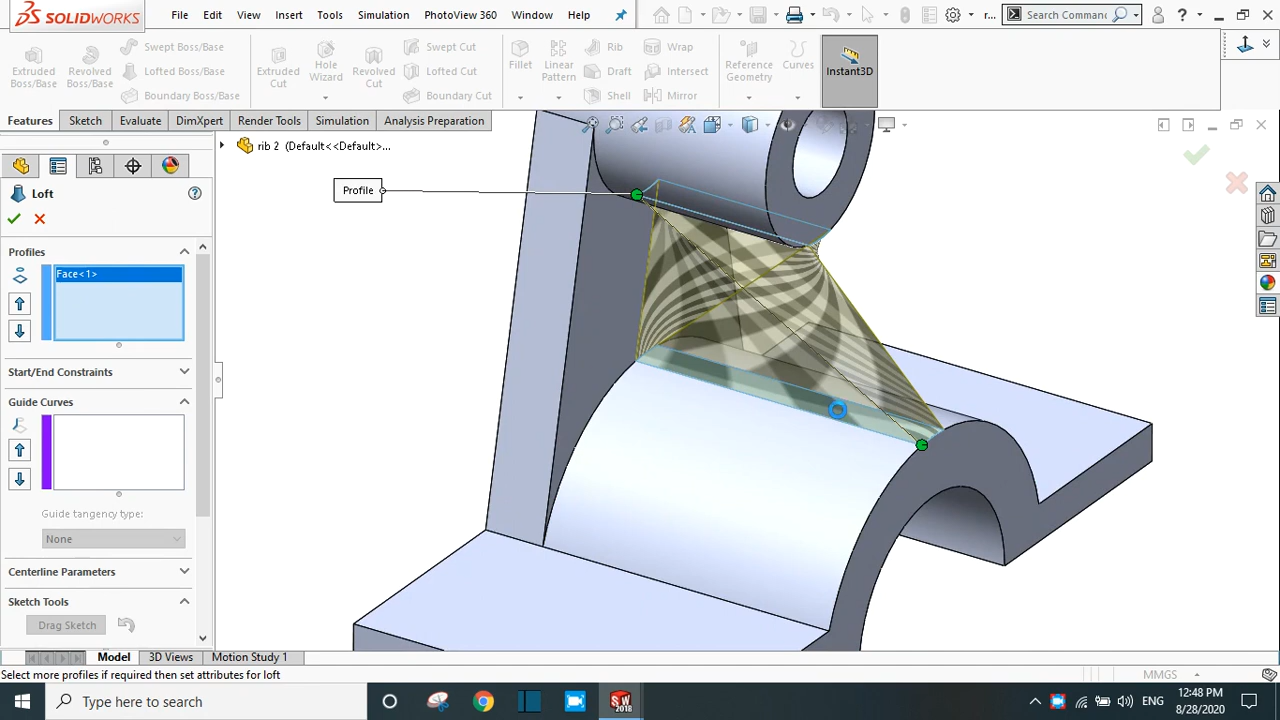 SOLIDWORKS File Edit View Insert Tools Simulation PhotoView 360 Window Help r... Search Commanc ?
Extruded Boss/Base
Revolved Boss/Base
Swept Boss/Base
Lofted Boss/Base
Boundary Boss/Base
Extruded Cut
Hole Wizard
Revolved Cut
Swept Cut
Lofted Cut
Boundary Cut
Fillet
Linear Pattern
Rib
Draft
Shell
Wrap
Intersect
Mirror
Reference Geometry
Curves
Instant3D
Features Sketch Evaluate DimXpert Render Tools Simulation Analysis Preparation
rib 2 (Default<<Default>...
Loft
Profiles
Face<1>
Start/End Constraints
Guide Curves
Guide tangency type:
None
Centerline Parameters
Sketch Tools
Drag Sketch
Profile
Model 3D Views Motion Study 1
Select more profiles if required then set attributes for loft MMGS
Type here to search
SW 2018
ENG
12:48 PM
8/28/2020